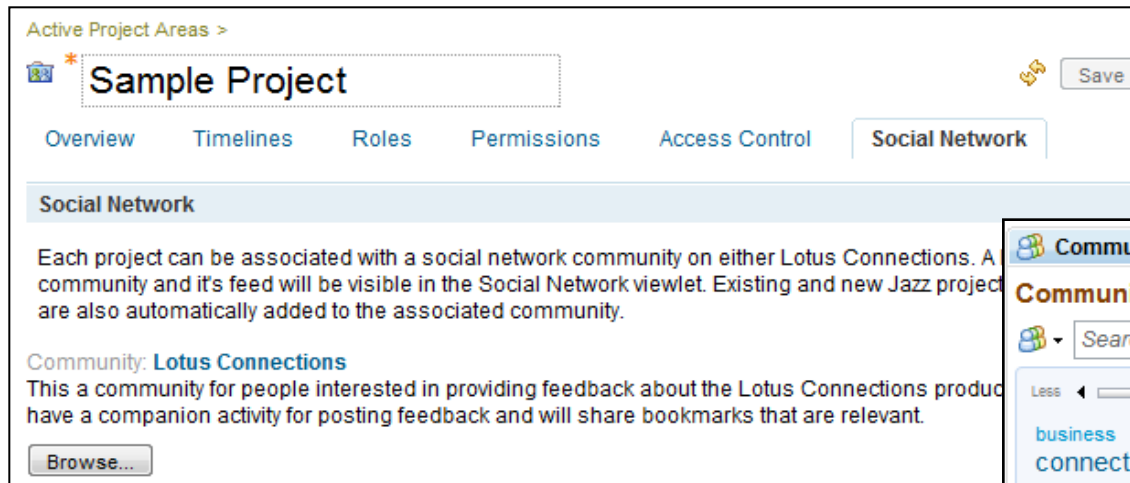 Active Project Areas >
* Sample Project
Save
Overview Timelines Roles Permissions Access Control Social Network
Social Network
Each project can be associated with a social network community on either Lotus Connections. A
community and it's feed will be visible in the Social Network viewlet. Existing and new Jazz project
are also automatically added to the associated community.
Community: Lotus Connections
This a community for people interested in providing feedback about the Lotus Connections produc
have a companion activity for posting feedback and will share bookmarks that are relevant.
Browse...
Commu
Communi
Sear
Less
business
connect